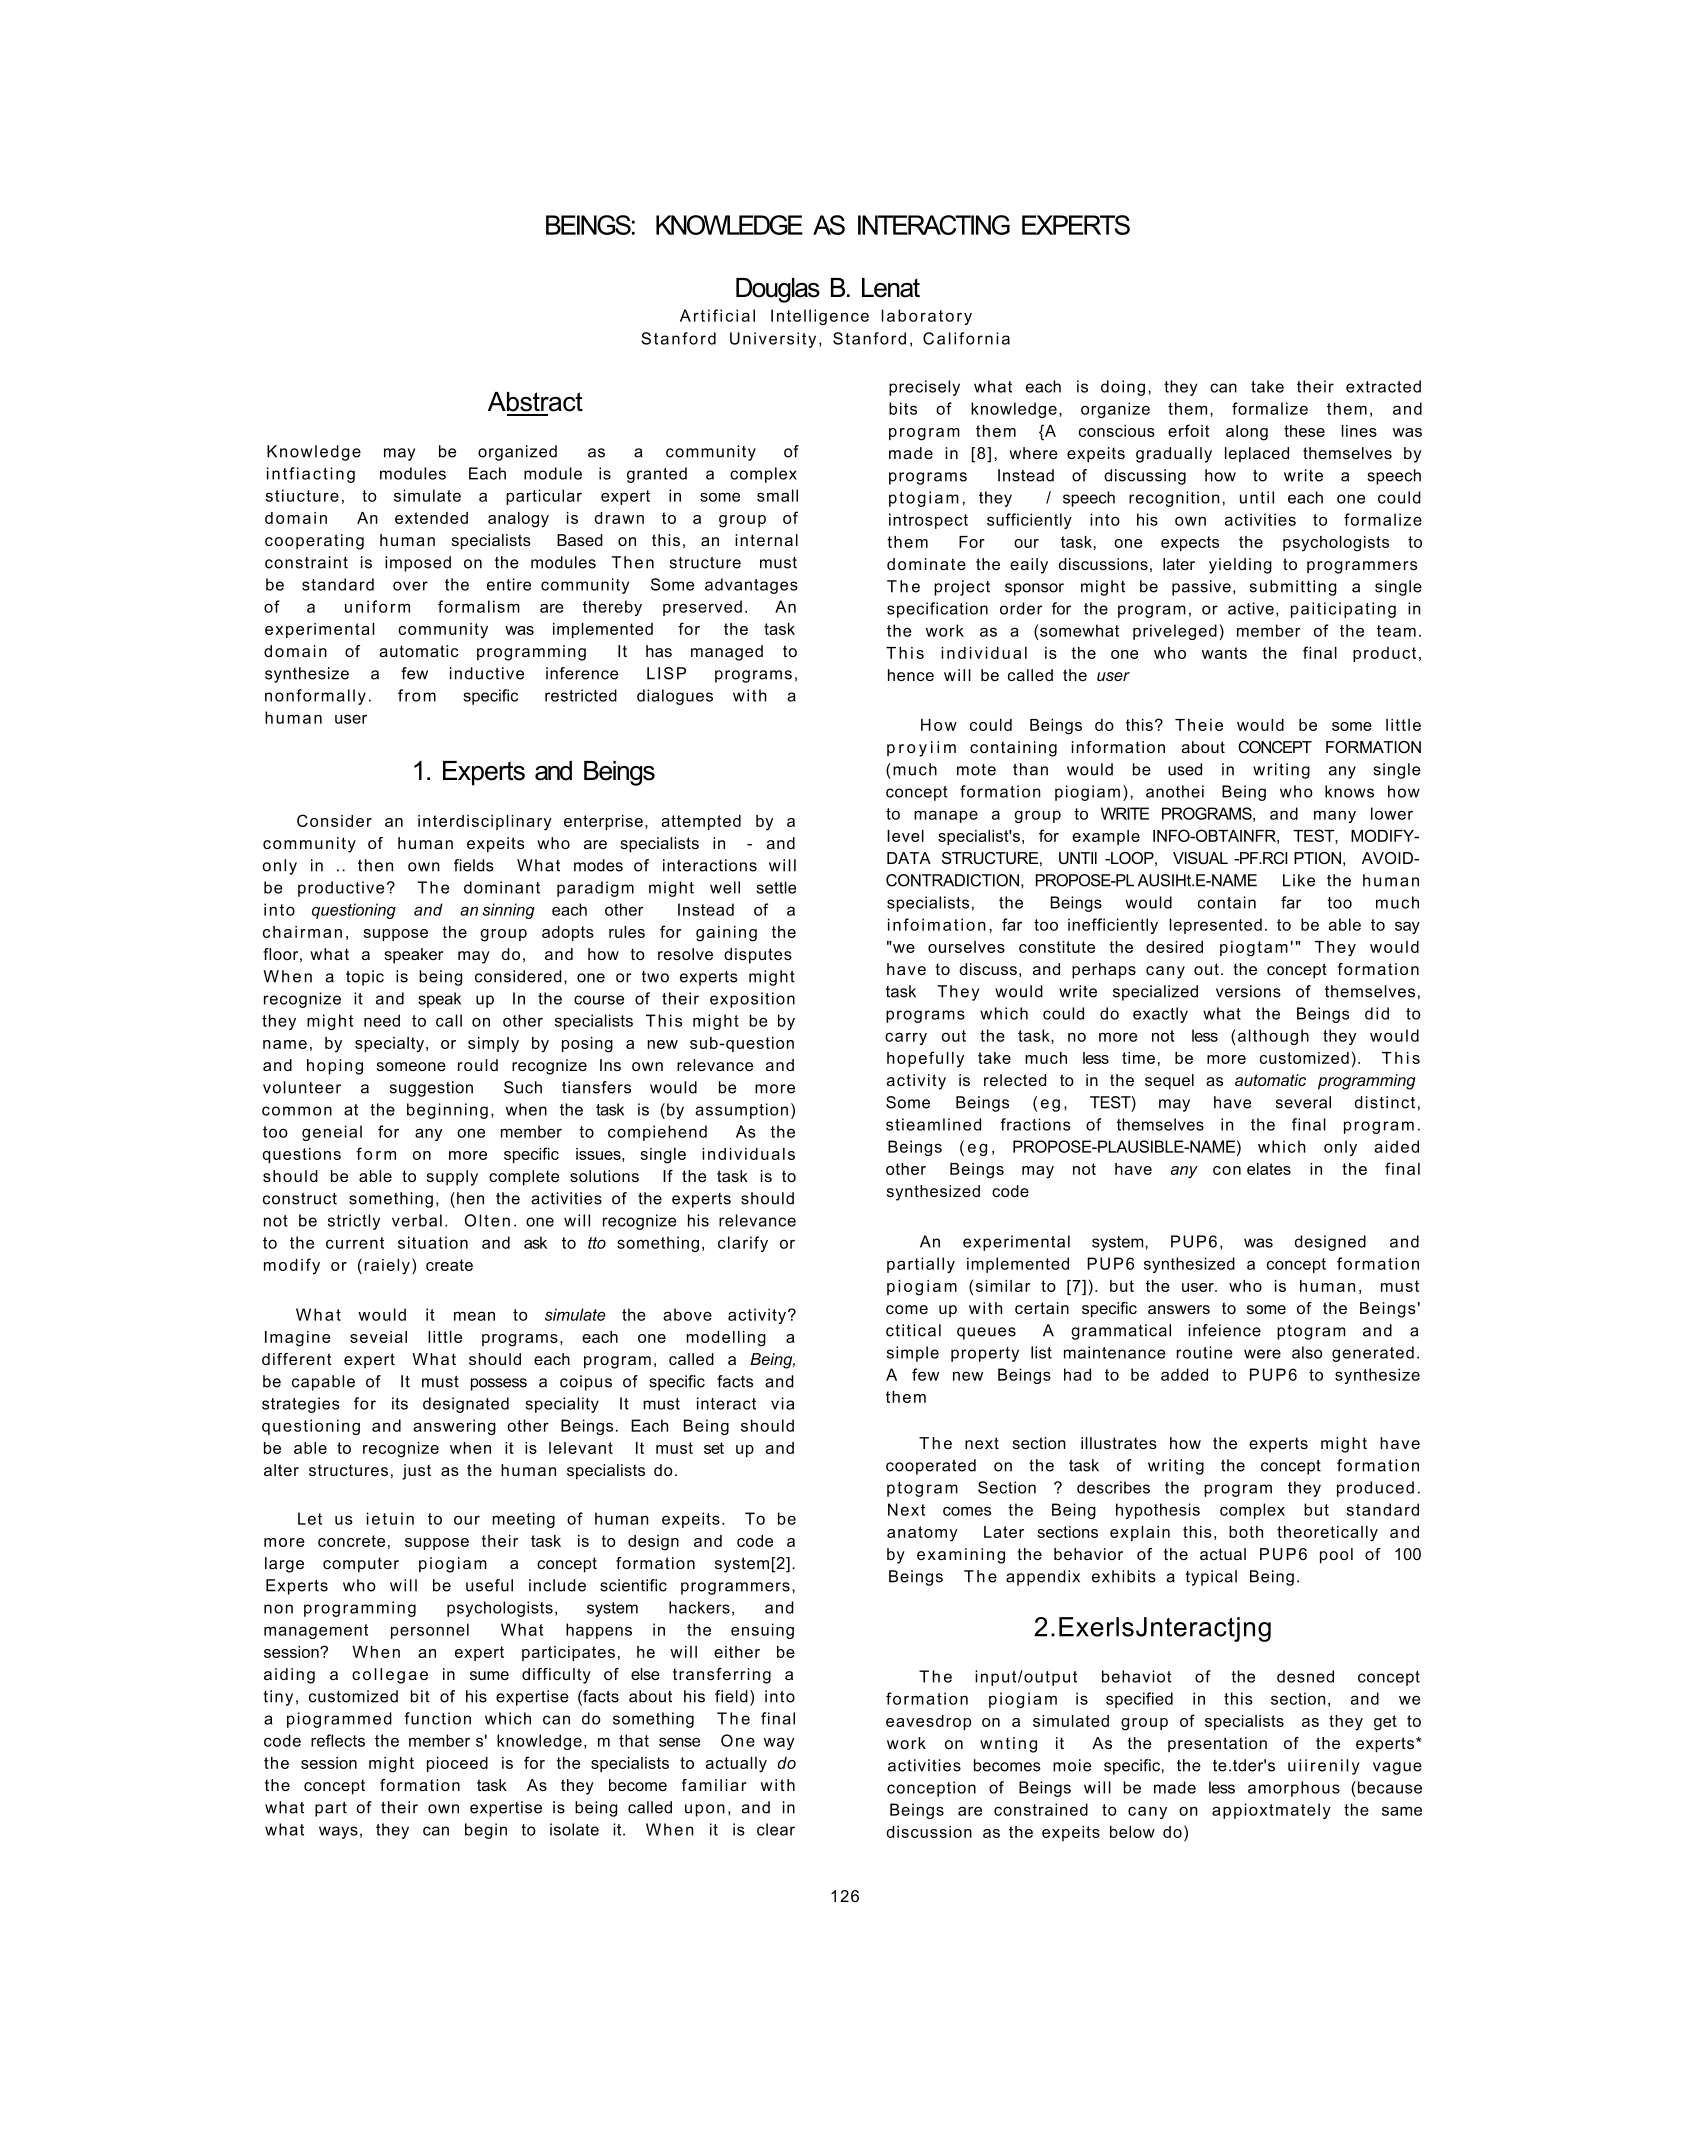 BEINGS: KNOWLEDGE AS INTERACTING EXPERTS
Douglas B. Lenat
Artificial Intelligence laboratory
Stanford University, Stanford, California
Abstract
Knowledge may be organized as a community of
intfiacting modules Each module is granted a complex
stiucture, to simulate a particular expert in some small
domain An extended analogy is drawn to a group of
cooperating human specialists Based on this, an internal
constraint is imposed on the modules Then structure must
be standard over the entire community Some advantages
of a uniform formalism are thereby preserved. An
experimental community was implemented for the task
domain of automatic programming It has managed to
synthesize a few inductive inference LISP programs,
nonformally. from specific restricted dialogues with a
human user
1. Experts and Beings
Consider an interdisciplinary enterprise, attempted by a
community of human expeits who are specialists in - and
only in .. then own fields What modes of interactions will
be productive? The dominant paradigm might well settle
into questioning and an sinning each other Instead of a
chairman, suppose the group adopts rules for gaining the
floor, what a speaker may do, and how to resolve disputes
When a topic is being considered, one or two experts might
recognize it and speak up In the course of their exposition
they might need to call on other specialists This might be by
name, by specialty, or simply by posing a new sub-question
and hoping someone rould recognize Ins own relevance and
volunteer a suggestion Such tiansfers would be more
common at the beginning, when the task is (by assumption)
too geneial for any one member to compiehend As the
questions form on more specific issues, single individuals
should be able to supply complete solutions If the task is to
construct something, (hen the activities of the experts should
not be strictly verbal. Olten. one will recognize his relevance
to the current situation and ask to tto something, clarify or
modify or (raiely) create
What would it mean to simulate the above activity?
Imagine seveial little programs, each one modelling a
different expert What should each program, called a Being,
be capable of It must possess a coipus of specific facts and
strategies for its designated speciality It must interact via
questioning and answering other Beings. Each Being should
be able to recognize when it is lelevant It must set up and
alter structures, just as the human specialists do.
Let us ietuin to our meeting of human expeits. To be
more concrete, suppose their task is to design and code a
large computer piogiam a concept formation system[2].
Experts who will be useful include scientific programmers,
non programming psychologists, system hackers, and
management personnel What happens in the ensuing
session? When an expert participates, he will either be
aiding a collegae in sume difficulty of else transferring a
tiny, customized bit of his expertise (facts about his field) into
a piogrammed function which can do something The final
code reflects the member s' knowledge, m that sense One way
the session might pioceed is for the specialists to actually do
the concept formation task As they become familiar with
what part of their own expertise is being called upon, and in
what ways, they can begin to isolate it. When it is clear
precisely what each is doing, they can take their extracted
bits of knowledge, organize them, formalize them, and
program them {A conscious erfoit along these lines was
made in [8], where expeits gradually leplaced themselves by
programs Instead of discussing how to write a speech
ptogiam, they / speech recognition, until each one could
introspect sufficiently into his own activities to formalize
them For our task, one expects the psychologists to
dominate the eaily discussions, later yielding to programmers
The project sponsor might be passive, submitting a single
specification order for the program, or active, paiticipating in
the work as a (somewhat priveleged) member of the team.
This individual is the one who wants the final product,
hence will be called the user
How could Beings do this? Theie would be some little
proyiim containing information about CONCEPT FORMATION
(much mote than would be used in writing any single
concept formation piogiam), anothei Being who knows how
to manape a group to WRITE PROGRAMS, and many lower
level specialist's, for example INFO-OBTAINFR, TEST, MODIFY-
DATA STRUCTURE, UNTII -LOOP, VISUAL -PF.RCI PTION, AVOID-
CONTRADICTION, PROPOSE-PL AUSIHt.E-NAME Like the human
specialists, the Beings would contain far too much
infoimation, far too inefficiently lepresented. to be able to say
"we ourselves constitute the desired piogtam'" They would
have to discuss, and perhaps cany out. the concept formation
task They would write specialized versions of themselves,
programs which could do exactly what the Beings did to
carry out the task, no more not less (although they would
hopefully take much less time, be more customized). This
activity is relected to in the sequel as automatic programming
Some Beings (eg, TEST) may have several distinct,
stieamlined fractions of themselves in the final program.
Beings (eg, PROPOSE-PLAUSIBLE-NAME) which only aided
other Beings may not have any con elates in the final
synthesized code
An experimental system, PUP6, was designed and
partially implemented PUP6 synthesized a concept formation
piogiam (similar to [7]). but the user. who is human, must
come up with certain specific answers to some of the Beings'
ctitical queues A grammatical infeience ptogram and a
simple property list maintenance routine were also generated.
A few new Beings had to be added to PUP6 to synthesize
them
The next section illustrates how the experts might have
cooperated on the task of writing the concept formation
ptogram Section ? describes the program they produced.
Next comes the Being hypothesis complex but standard
anatomy Later sections explain this, both theoretically and
by examining the behavior of the actual PUP6 pool of 100
Beings The appendix exhibits a typical Being.
2.ExerlsJnteractjng
The input/output behaviot of the desned concept
formation piogiam is specified in this section, and we
eavesdrop on a simulated group of specialists as they get to
work on wnting it As the presentation of the experts*
activities becomes moie specific, the te.tder's uiirenily vague
conception of Beings will be made less amorphous (because
Beings are constrained to cany on appioxtmately the same
discussion as the expeits below do)
126